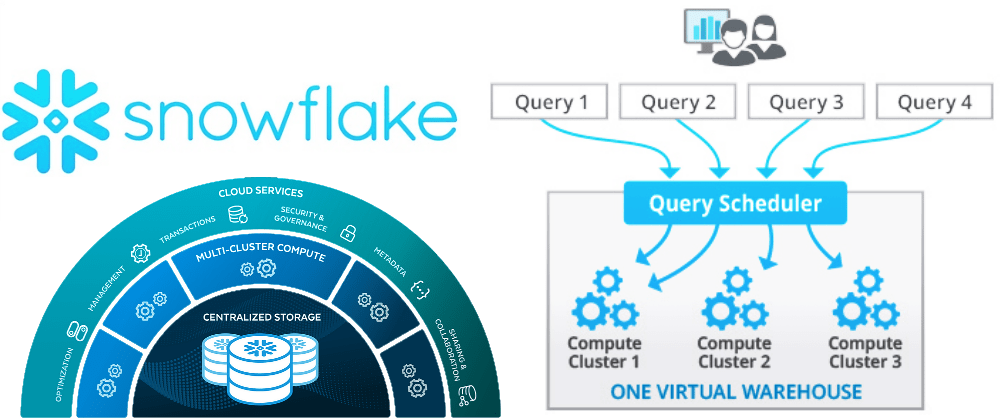 snowflake
CLOUD SERVICES
OPTIMIZATION
MANAGEMENT
TRANSACTIONS
SECURITY &
GOVERNANCE
METADATA
SHARING &
COLLABORATION
MULTI-CLUSTER COMPUTE
CENTRALIZED STORAGE
Query 1
Query 2
Query 3
Query 4
Query Scheduler
Compute
Cluster 1
Compute
Cluster 2
Compute
Cluster 3
ONE VIRTUAL WAREHOUSE